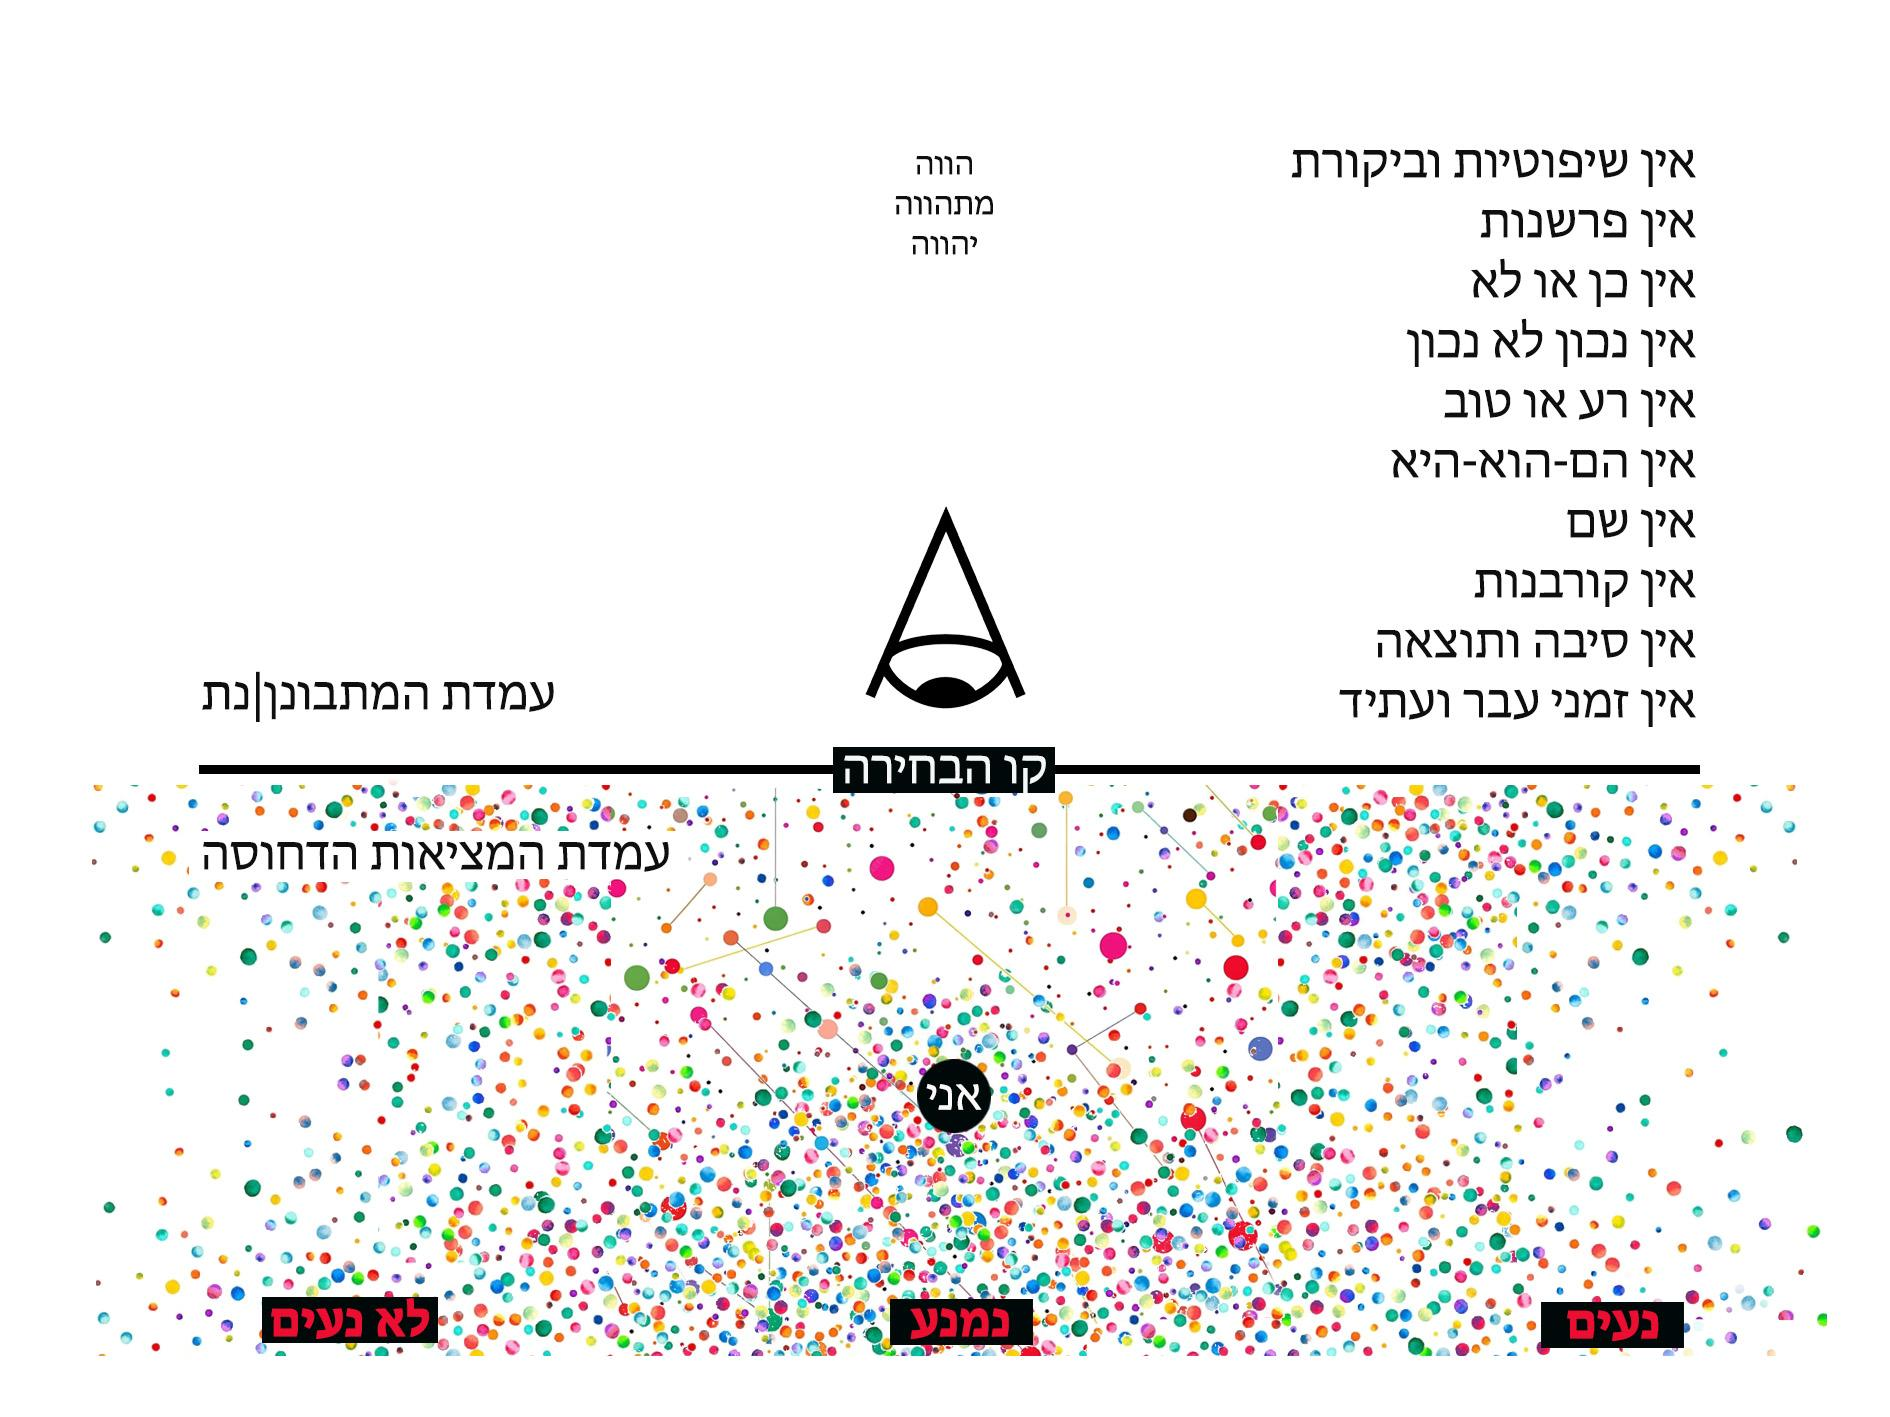 אין שיפוטיות וביקורת
אין פרשנות
אין כן או לא
אין נכון לא נכון
אין רע או טוב
אין הם-הוא-היא
אין שם
אין קורבנות
אין סיבה ותוצאה
אין זמני עבר ועתיד
הווה
מתהווה
יהווה
עמדת המתבונן|נת
קו הבחירה
עמדת המציאות הדחוסה
אני
נעים
נמנע
לא נעים